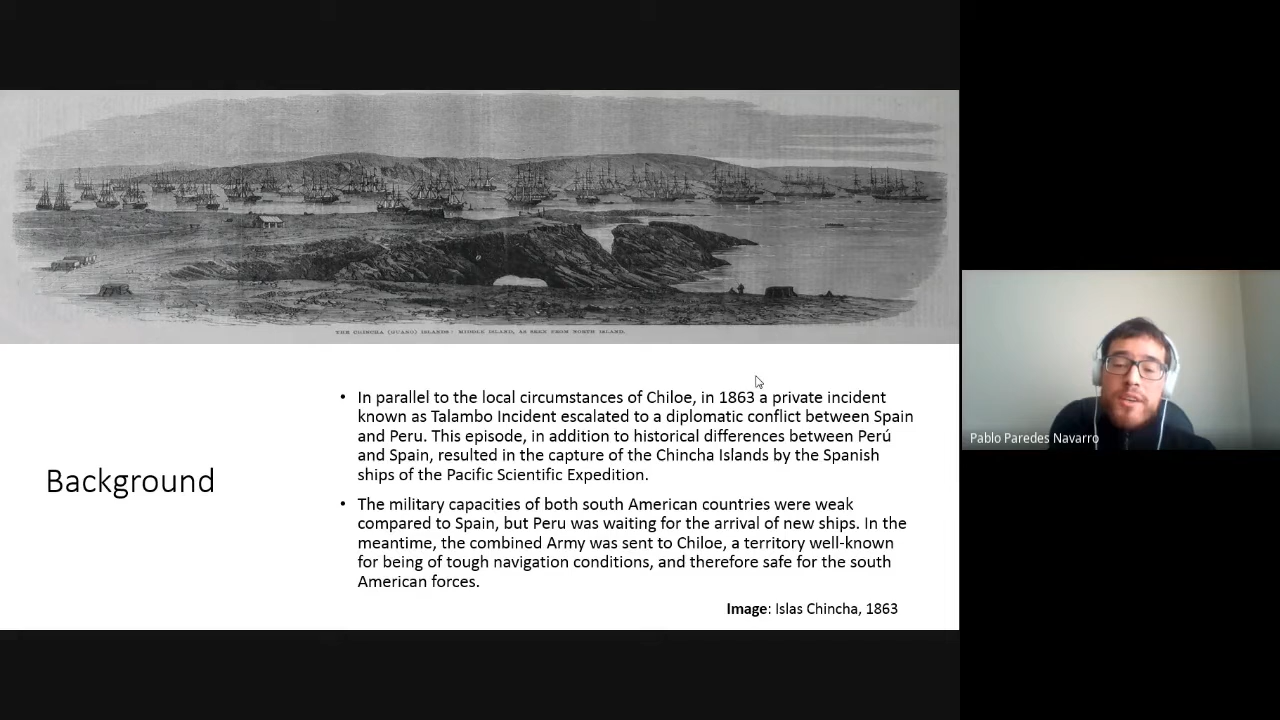 THE CHINCHA (GUANO) ISLANDS: MIDDLE ISLAND, AS SEEN FROM NORTH ISLAND.
Background
• In parallel to the local circumstances of Chiloe, in 1863 a private incident
known as Talambo Incident escalated to a diplomatic conflict between Spain
and Peru. This episode, in addition to historical differences between Perú
and Spain, resulted in the capture of the Chincha Islands by the Spanish
ships of the Pacific Scientific Expedition.
• The military capacities of both south American countries were weak
compared to Spain, but Peru was waiting for the arrival of new ships. In the
meantime, the combined Army was sent to Chiloe, a territory well-known
for being of tough navigation conditions, and therefore safe for the south
American forces.
Image: Islas Chincha, 1863
Pablo Paredes Navarro